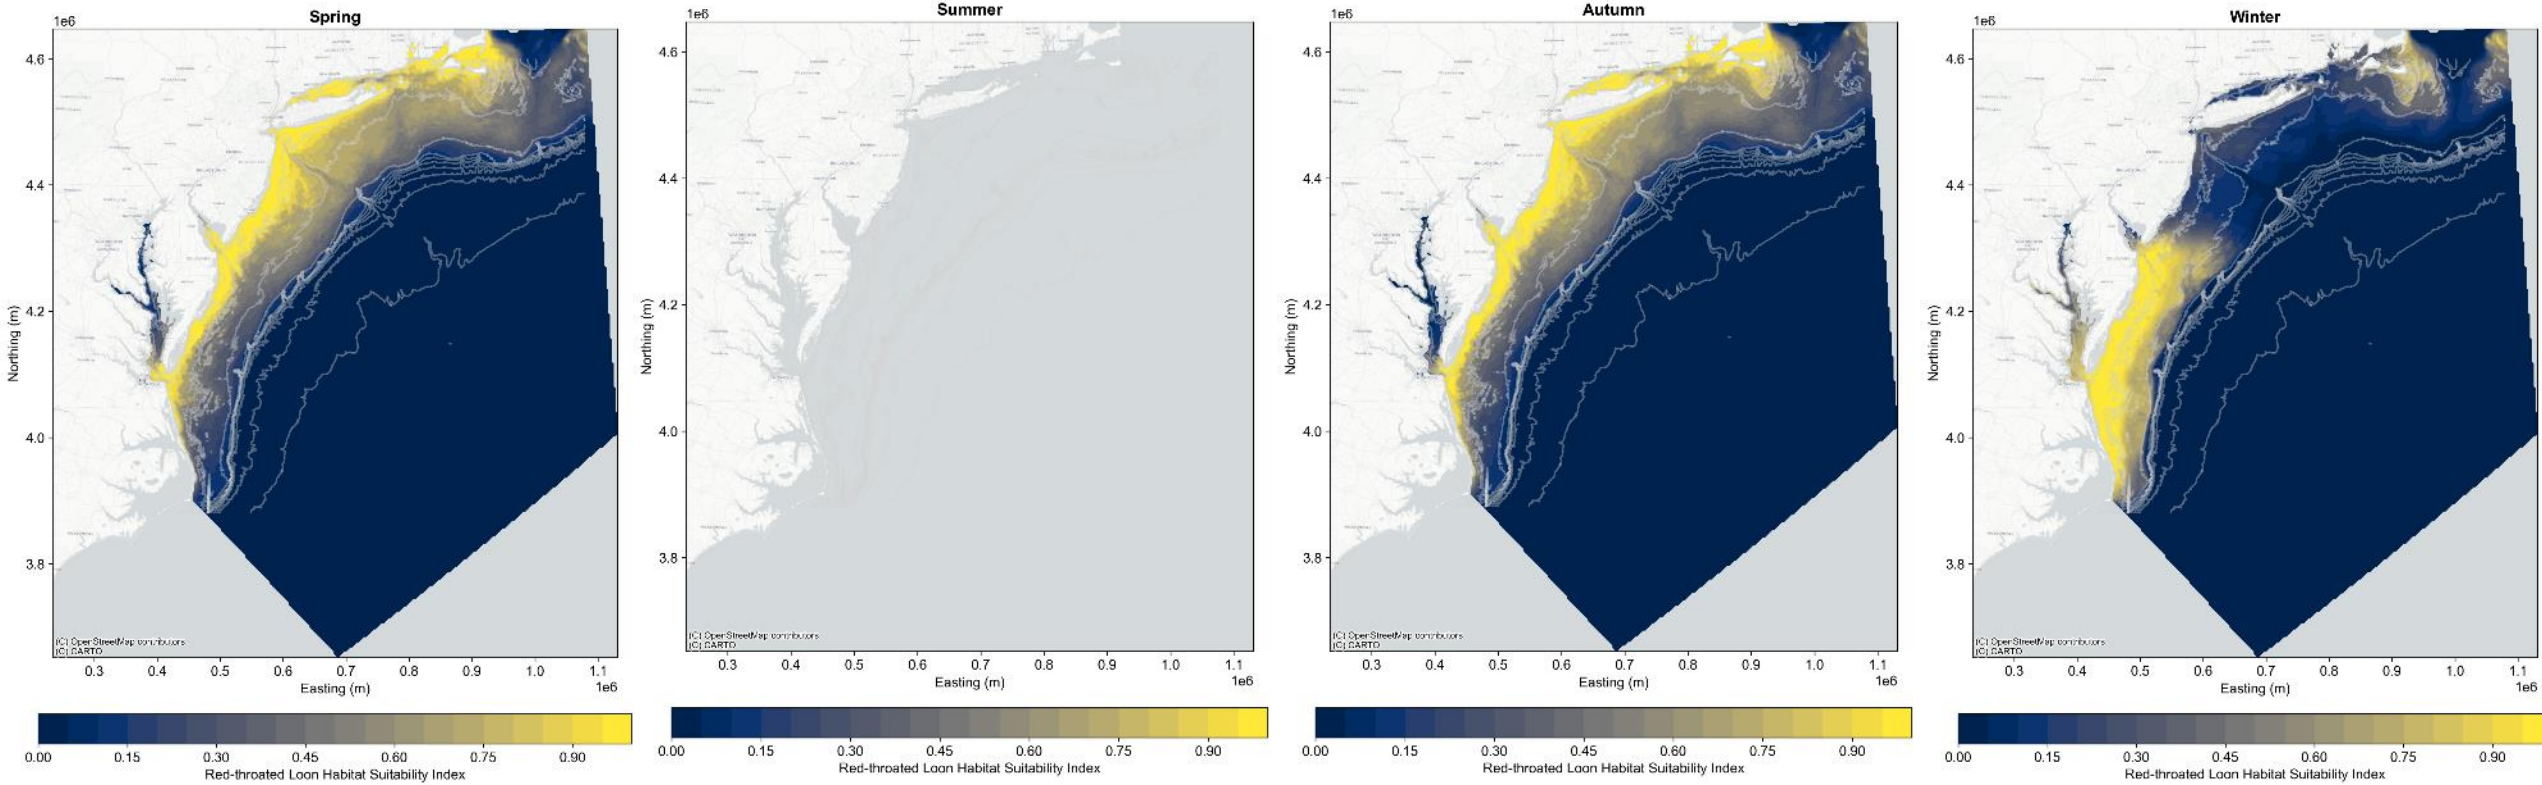 Spring
1e6
4.6
4.4
4.2
4.0
3.8
Northing (m)
(C) OpenStreetMap contributors
(C) CARTO
0.3 0.4 0.5 0.6 0.7 0.8 0.9 1.0 1.1
1e6
Easting (m)
0.00 0.15 0.30 0.45 0.60 0.75 0.90
Red-throated Loon Habitat Suitability Index
Summer
1e6
4.6
4.4
4.2
4.0
3.8
Northing (m)
(C) OpenStreetMap contributors
(C) CARTO
0.3 0.4 0.5 0.6 0.7 0.8 0.9 1.0 1.1
1e6
Easting (m)
0.00 0.15 0.30 0.45 0.60 0.75 0.90
Red-throated Loon Habitat Suitability Index
Autumn
1e6
4.6
4.4
4.2
4.0
3.8
Northing (m)
(C) OpenStreetMap contributors
(C) CARTO
0.3 0.4 0.5 0.6 0.7 0.8 0.9 1.0 1.1
1e6
Easting (m)
0.00 0.15 0.30 0.45 0.60 0.75 0.90
Red-throated Loon Habitat Suitability Index
Winter
1e6
4.6
4.4
4.2
4.0
3.8
Northing (m)
(C) OpenStreetMap contributors
(C) CARTO
0.3 0.4 0.5 0.6 0.7 0.8 0.9 1.0 1.1
1e6
Easting (m)
0.00 0.15 0.30 0.45 0.60 0.75 0.90
Red-throated Loon Habitat Suitability Index